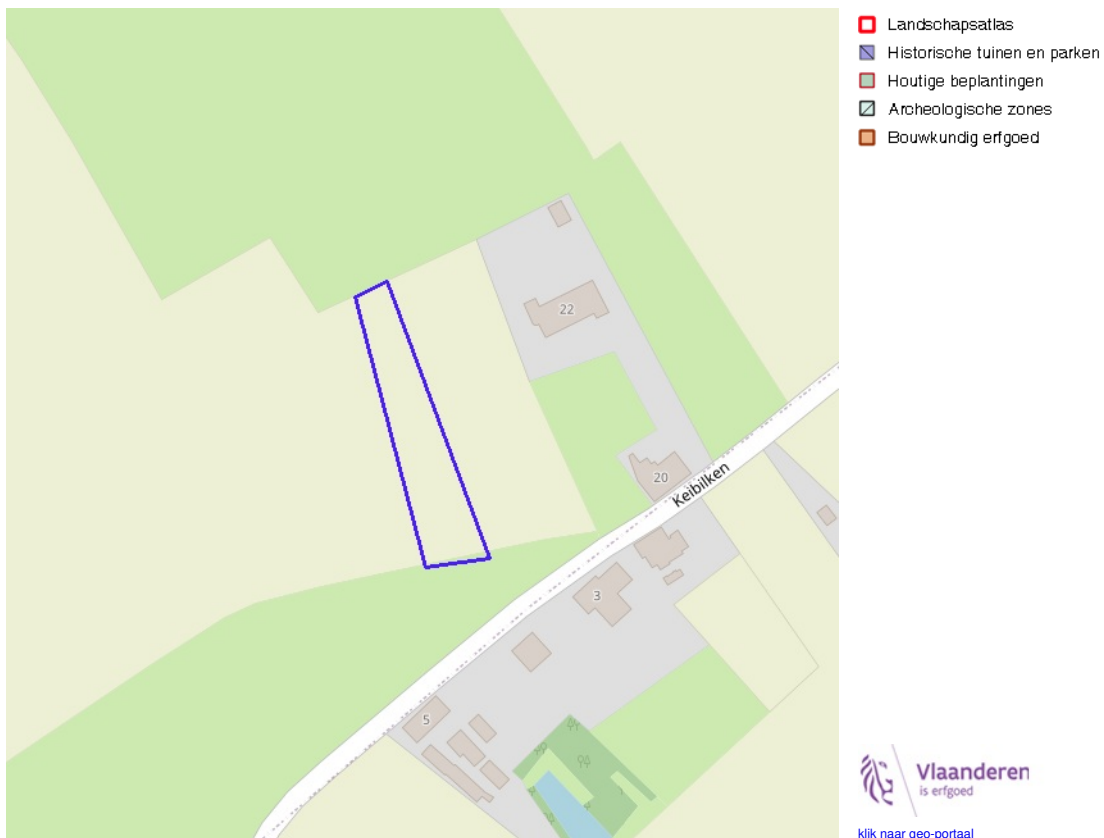 Landschapsatlas
Historische tuinen en parken
Houtige beplantingen
Archeologische zones
Bouwkundig erfgoed
22
20
Keibilken
3
5
Vlaanderen
is erfgoed
klik naar geo-portaal